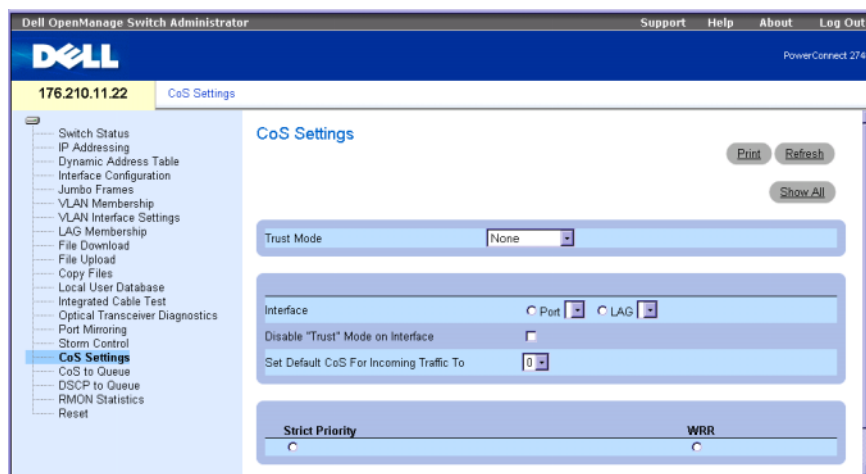 Dell OpenManage Switch Administrator Support Help About Log Out
DELL
PowerConnect 274
176.210.11.22 CoS Settings
Switch Status
IP Addressing
Dynamic Address Table
Interface Configuration
Jumbo Frames
VLAN Membership
VLAN Interface Settings
LAG Membership
File Download
File Upload
Copy Files
Local User Database
Integrated Cable Test
Optical Transceiver Diagnostics
Port Mirroring
Storm Control
CoS Settings
CoS to Queue
DSCP to Queue
RMON Statistics
Reset
CoS Settings
Print Refresh
Show All
Trust Mode None
Interface Port LAG
Disable "Trust" Mode on Interface
Set Default CoS For Incoming Traffic To 0
Strict Priority WRR